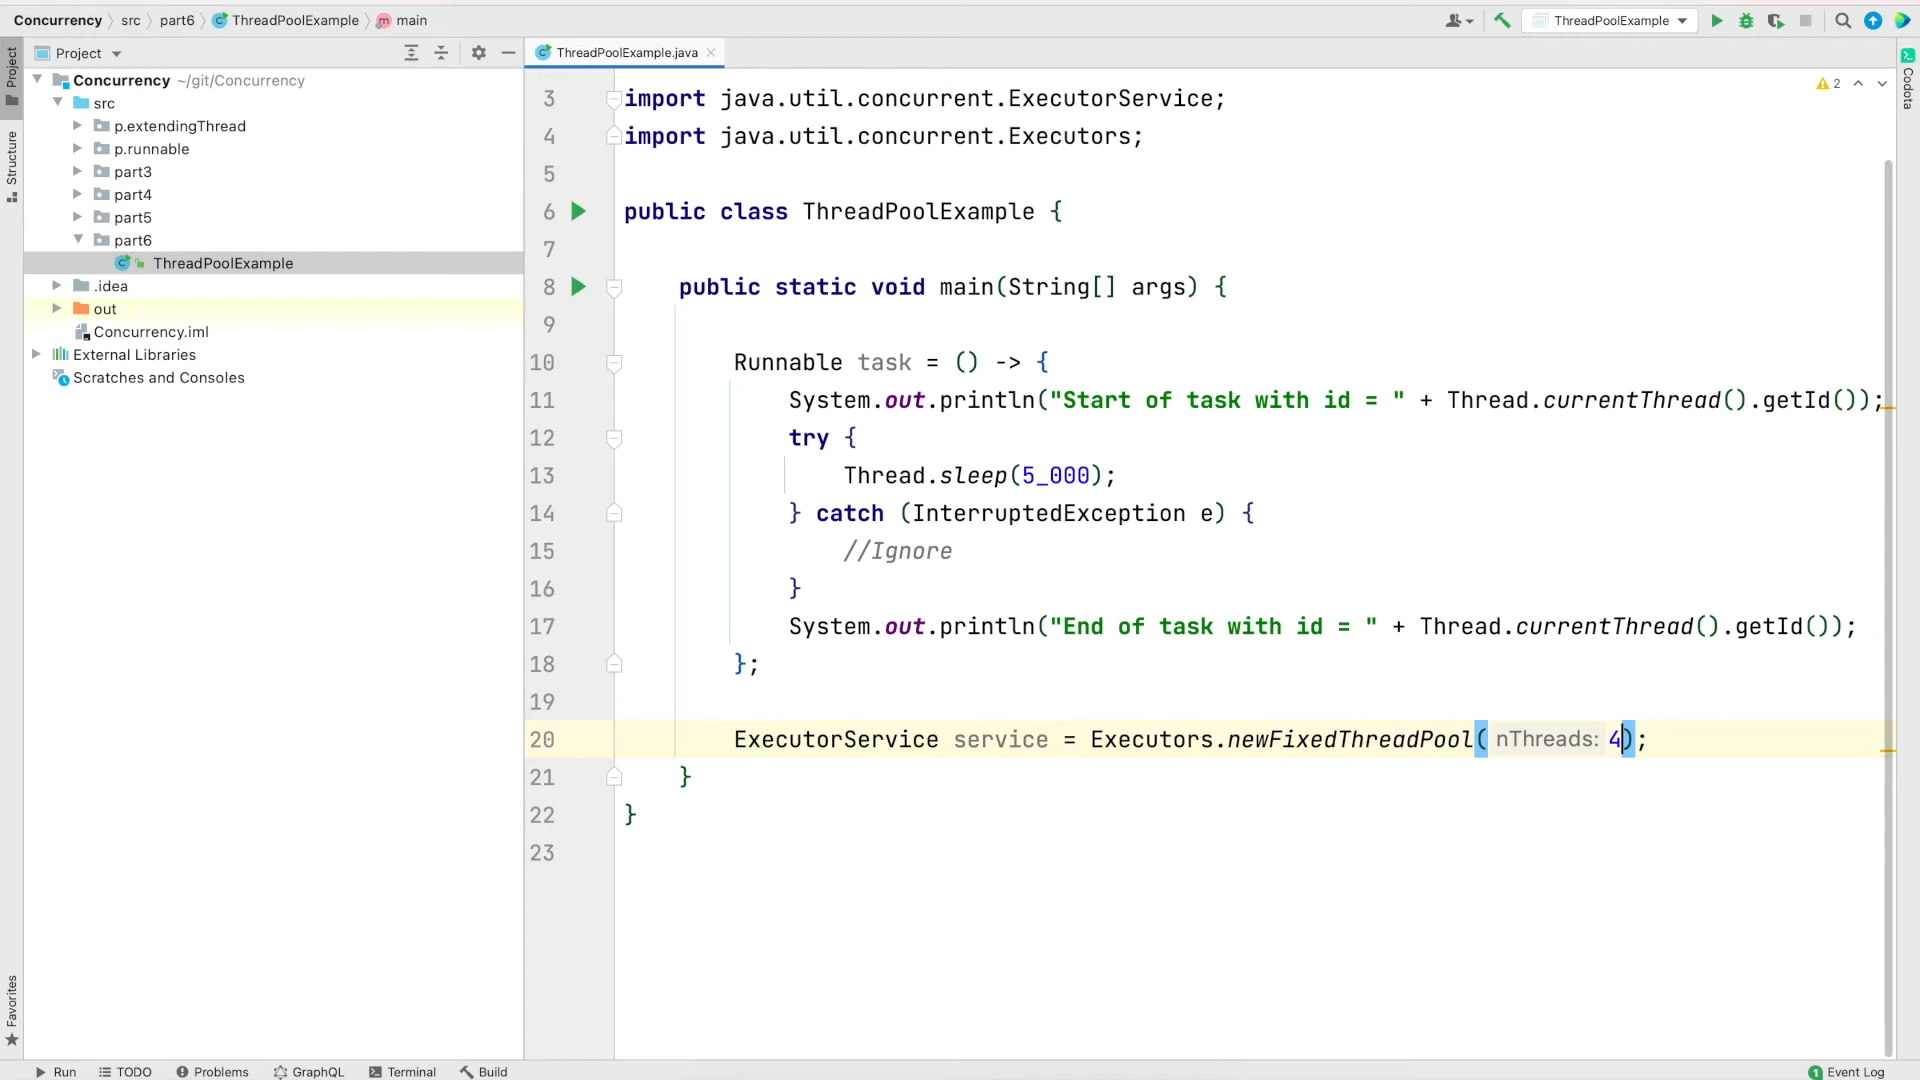 Concurrency src part6 ThreadPoolExample main
ThreadPoolExample
Project
ThreadPoolExample.java
Project
Structure
Favorites
Codota
Concurrency ~/git/Concurrency
src
p.extendingThread
p.runnable
part3
part4
part5
part6
ThreadPoolExample
.idea
out
Concurrency.iml
External Libraries
Scratches and Consoles
2
3 import java.util.concurrent.ExecutorService;
4 import java.util.concurrent.Executors;
5
6 public class ThreadPoolExample {
7
8 public static void main(String[] args) {
9
10 Runnable task = () -> {
11 System.out.println("Start of task with id = " + Thread.currentThread().getId());
12 try {
13 Thread.sleep(5_000);
14 } catch (InterruptedException e) {
15 //Ignore
16 }
17 System.out.println("End of task with id = " + Thread.currentThread().getId());
18 };
19
20 ExecutorService service = Executors.newFixedThreadPool( nThreads: 4);
21 }
22 }
23
Run TODO Problems GraphQL Terminal Build
1 Event Log